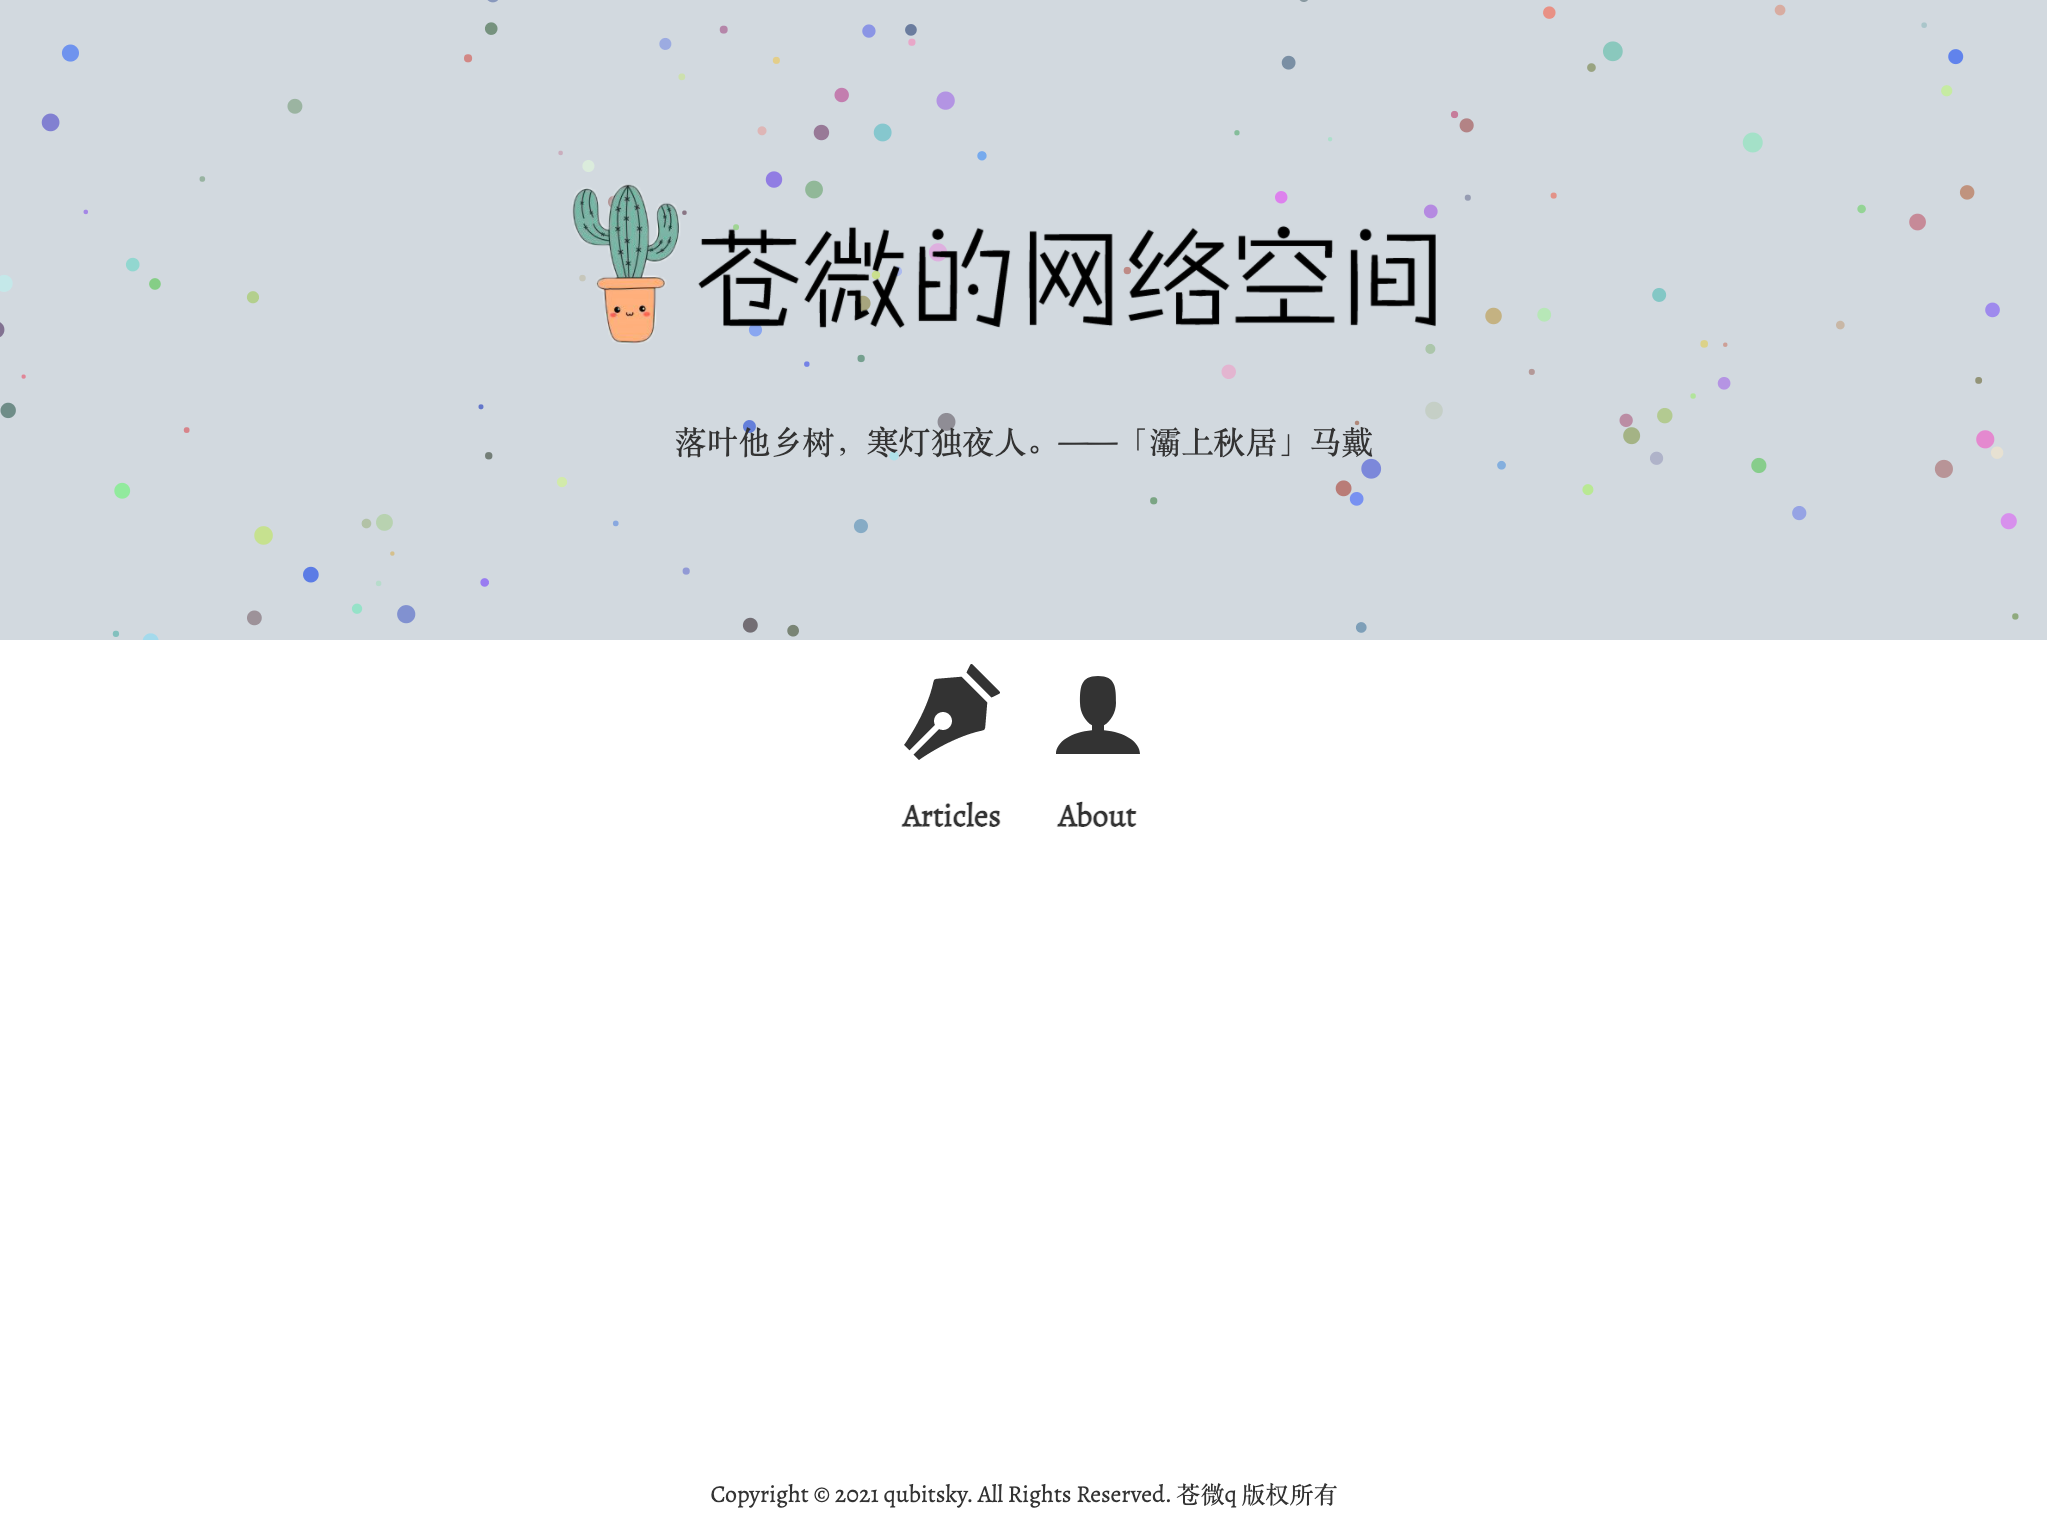 苍微的网络空间
落叶他乡树，寒灯独夜人。——「灞上秋居」马戴
Articles
About
Copyright © 2021 qubitsky. All Rights Reserved. 苍微q 版权所有